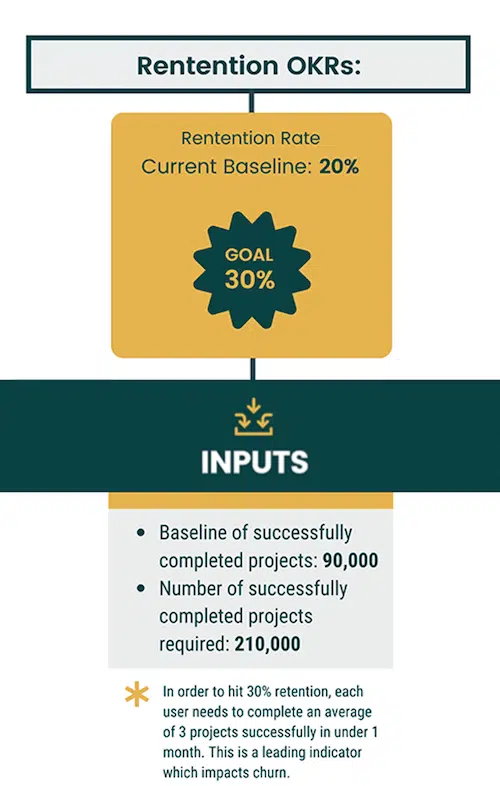 Rentention OKRs:
Rentention Rate
Current Baseline: 20%
GOAL
30%
INPUTS
• Baseline of successfully
completed projects: 90,000
• Number of successfully
completed projects
required: 210,000
* In order to hit 30% retention, each
user needs to complete an average
of 3 projects successfully in under 1
month. This is a leading indicator
which impacts churn.